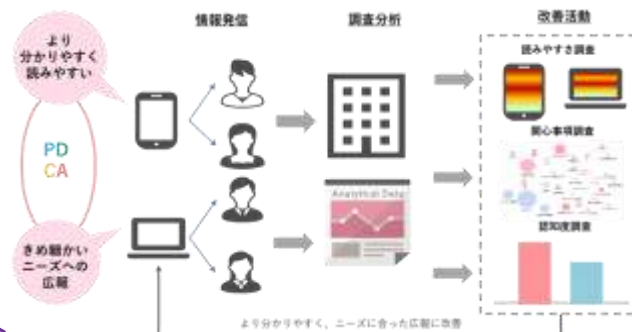 情報発信
調査分析
改善活動
より
分かりやすく
読みやすい
PD
CA
きめ細かい
ニーズへの
広報
Analytical Data
読みやすさ調査
関心事項調査
認知度調査
より分かりやすく、ニーズに合った広報に改善